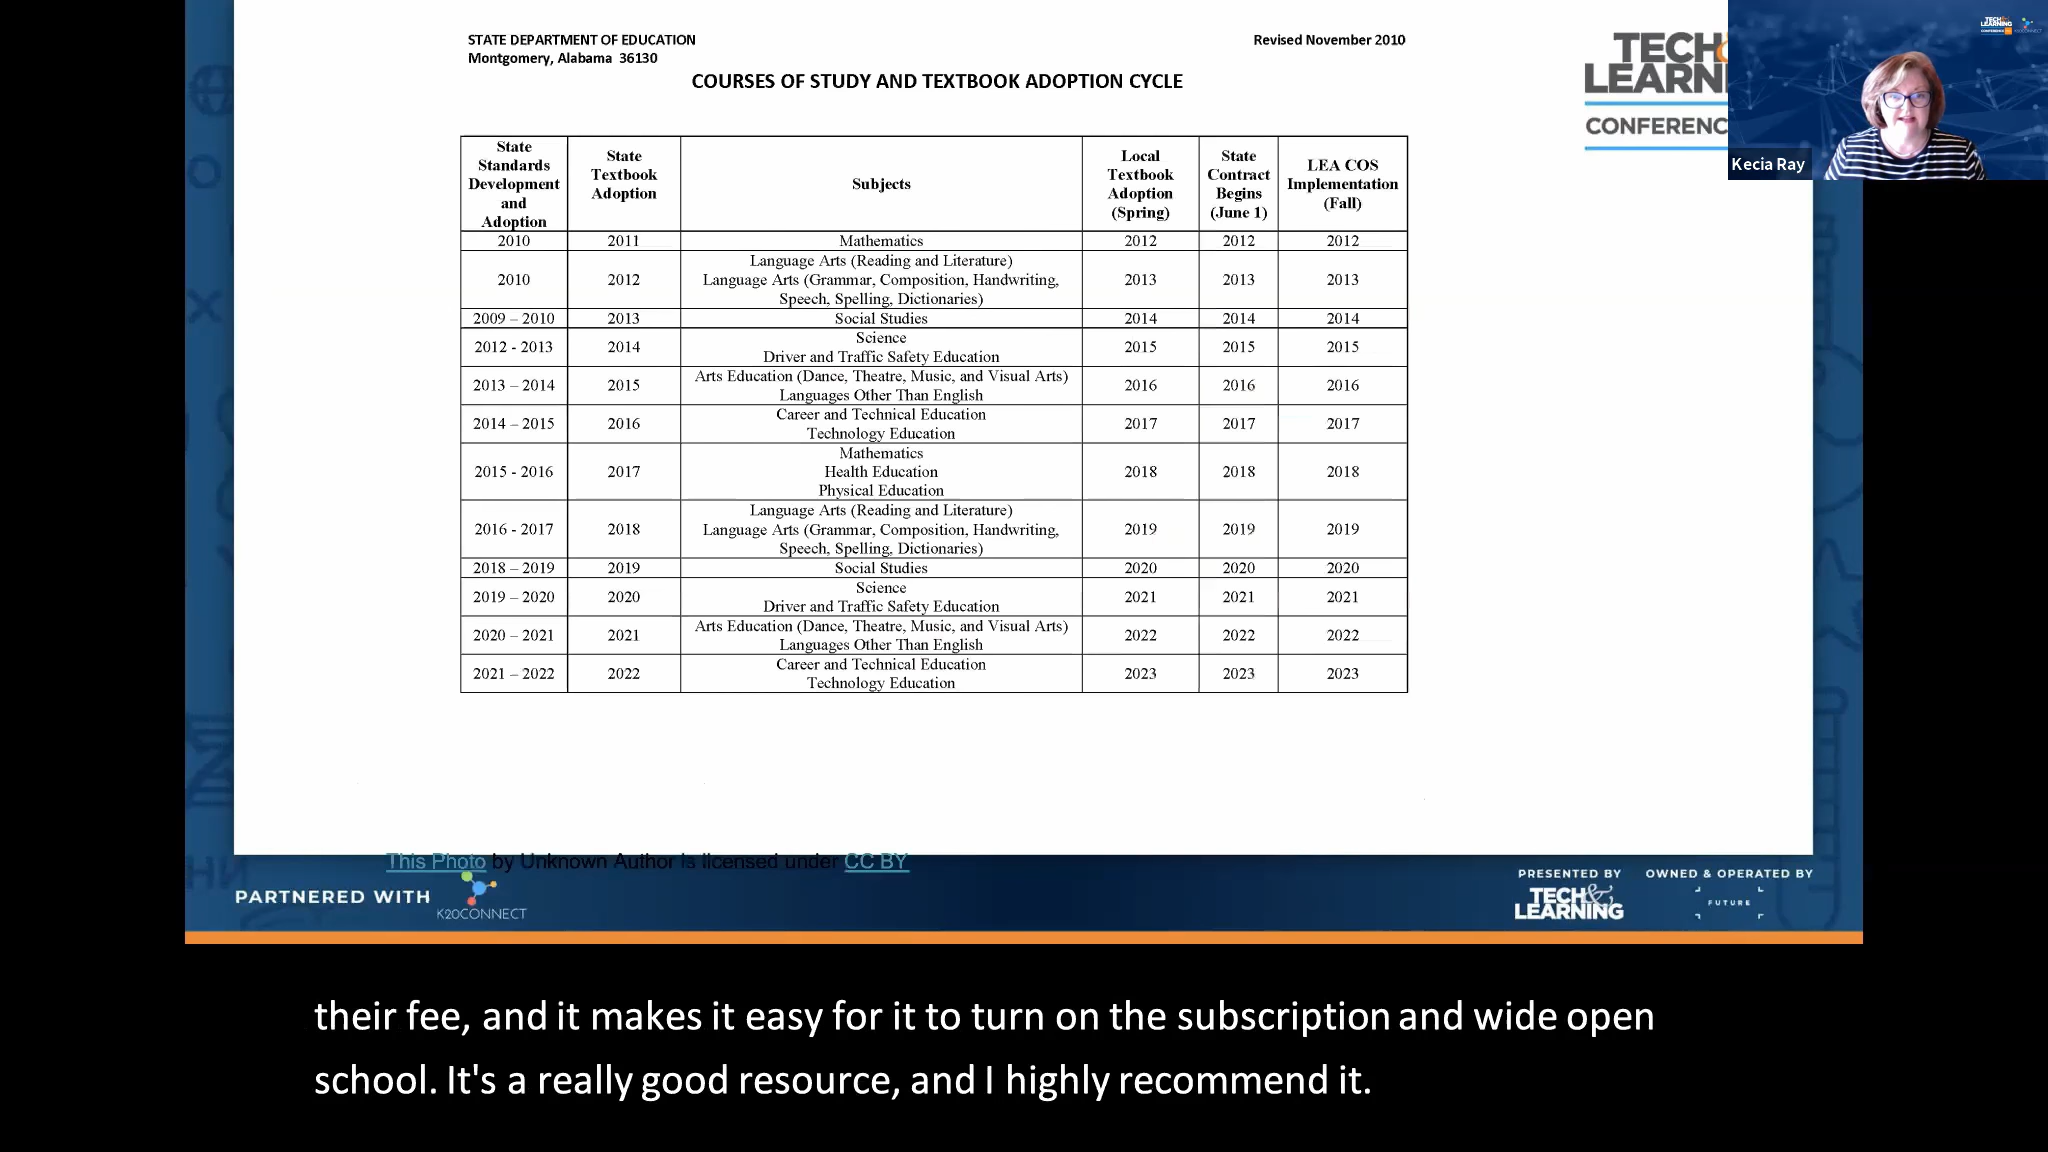 STATE DEPARTMENT OF EDUCATION
Revised November 2010
Montgomery, Alabama 36130
COURSES OF STUDY AND TEXTBOOK ADOPTION CYCLE
TECH&
LEARNI
CONFERENC
TECH&
LEARNING
CONFERENCE
K20CONNECT
Kecia Ray
State Standards Development and Adoption
State Textbook Adoption
Subjects
Local Textbook Adoption (Spring)
State Contract Begins (June 1)
LEA COS Implementation (Fall)
2010 2011 Mathematics 2012 2012 2012
Language Arts (Reading and Literature)
2010 2012 Language Arts (Grammar, Composition, Handwriting, 2013 2013 2013
Speech, Spelling, Dictionaries)
2009 – 2010 2013 Social Studies 2014 2014 2014
Science
2012 - 2013 2014 2015 2015 2015
Driver and Traffic Safety Education
Arts Education (Dance, Theatre, Music, and Visual Arts)
2013 – 2014 2015 2016 2016 2016
Languages Other Than English
Career and Technical Education
2014 – 2015 2016 2017 2017 2017
Technology Education
Mathematics
2015 - 2016 2017 Health Education 2018 2018 2018
Physical Education
Language Arts (Reading and Literature)
2016 - 2017 2018 Language Arts (Grammar, Composition, Handwriting, 2019 2019 2019
Speech, Spelling, Dictionaries)
2018 – 2019 2019 Social Studies 2020 2020 2020
Science
2019 – 2020 2020 2021 2021 2021
Driver and Traffic Safety Education
Arts Education (Dance, Theatre, Music, and Visual Arts)
2020 – 2021 2021 2022 2022 2022
Languages Other Than English
Career and Technical Education
2021 – 2022 2022 2023 2023 2023
Technology Education
This Photo by Unknown Author is licensed under CC BY
PARTNERED WITH
K20CONNECT
PRESENTED BY
TECH&
LEARNING
OWNED & OPERATED BY
FUTURE
their fee, and it makes it easy for it to turn on the subscription and wide open
school. It's a really good resource, and I highly recommend it.